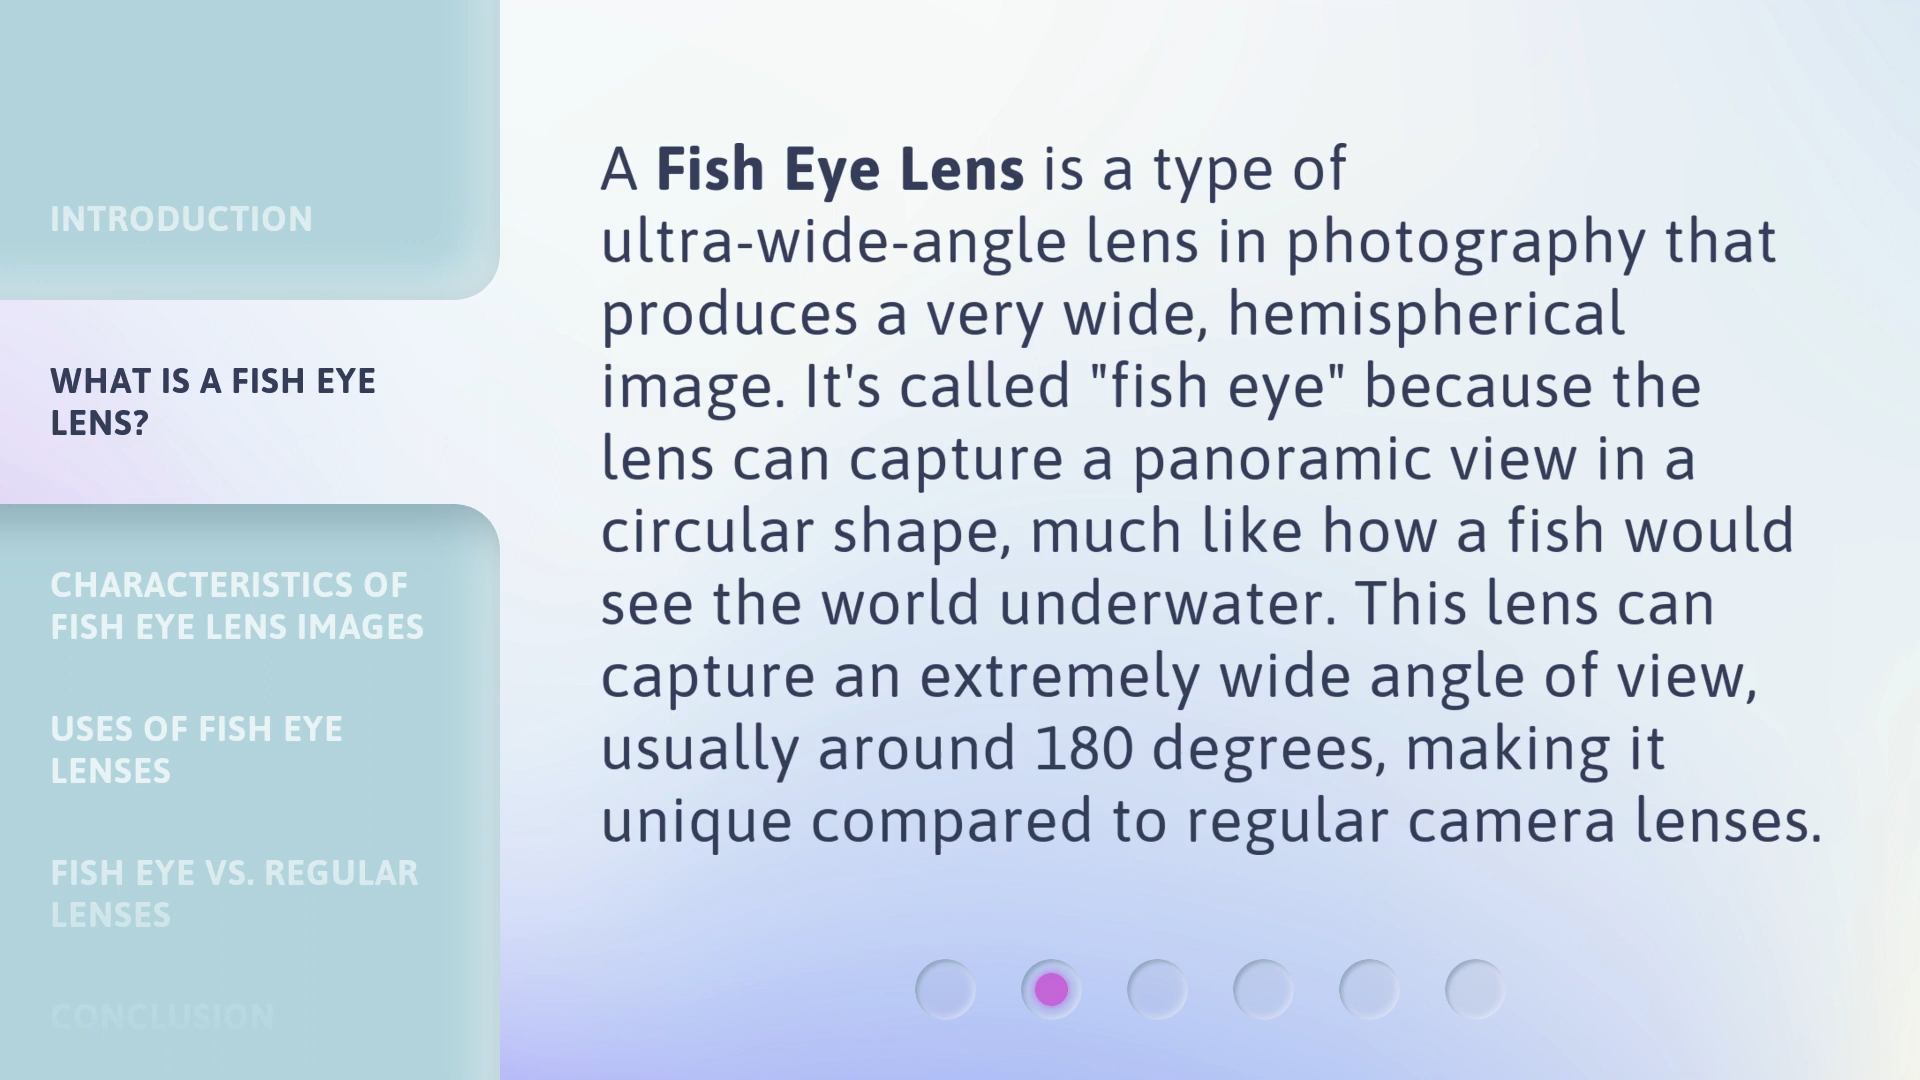 INTRODUCTION
WHAT IS A FISH EYE
LENS?
CHARACTERISTICS OF
FISH EYE LENS IMAGES
USES OF FISH EYE
LENSES
FISH EYE VS. REGULAR
LENSES
CONCLUSION
A Fish Eye Lens is a type of
ultra-wide-angle lens in photography that
produces a very wide, hemispherical
image. It's called "fish eye" because the
lens can capture a panoramic view in a
circular shape, much like how a fish would
see the world underwater. This lens can
capture an extremely wide angle of view,
usually around 180 degrees, making it
unique compared to regular camera lenses.